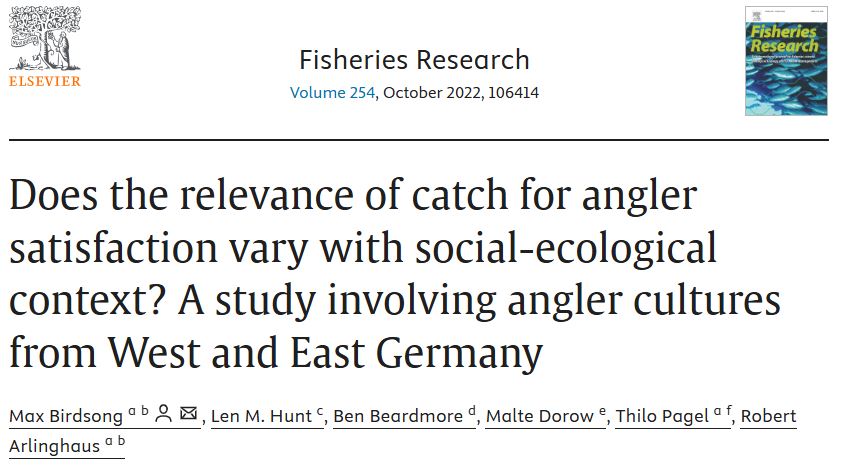 ELSEVIER
Fisheries Research
Volume 254, October 2022, 106414
Fisheries
Research
Does the relevance of catch for angler
satisfaction vary with social-ecological
context? A study involving angler cultures
from West and East Germany
Max Birdsong a b , Len M. Hunt c, Ben Beardmore d, Malte Dorow e, Thilo Pagel a f, Robert
Arlinghaus a b